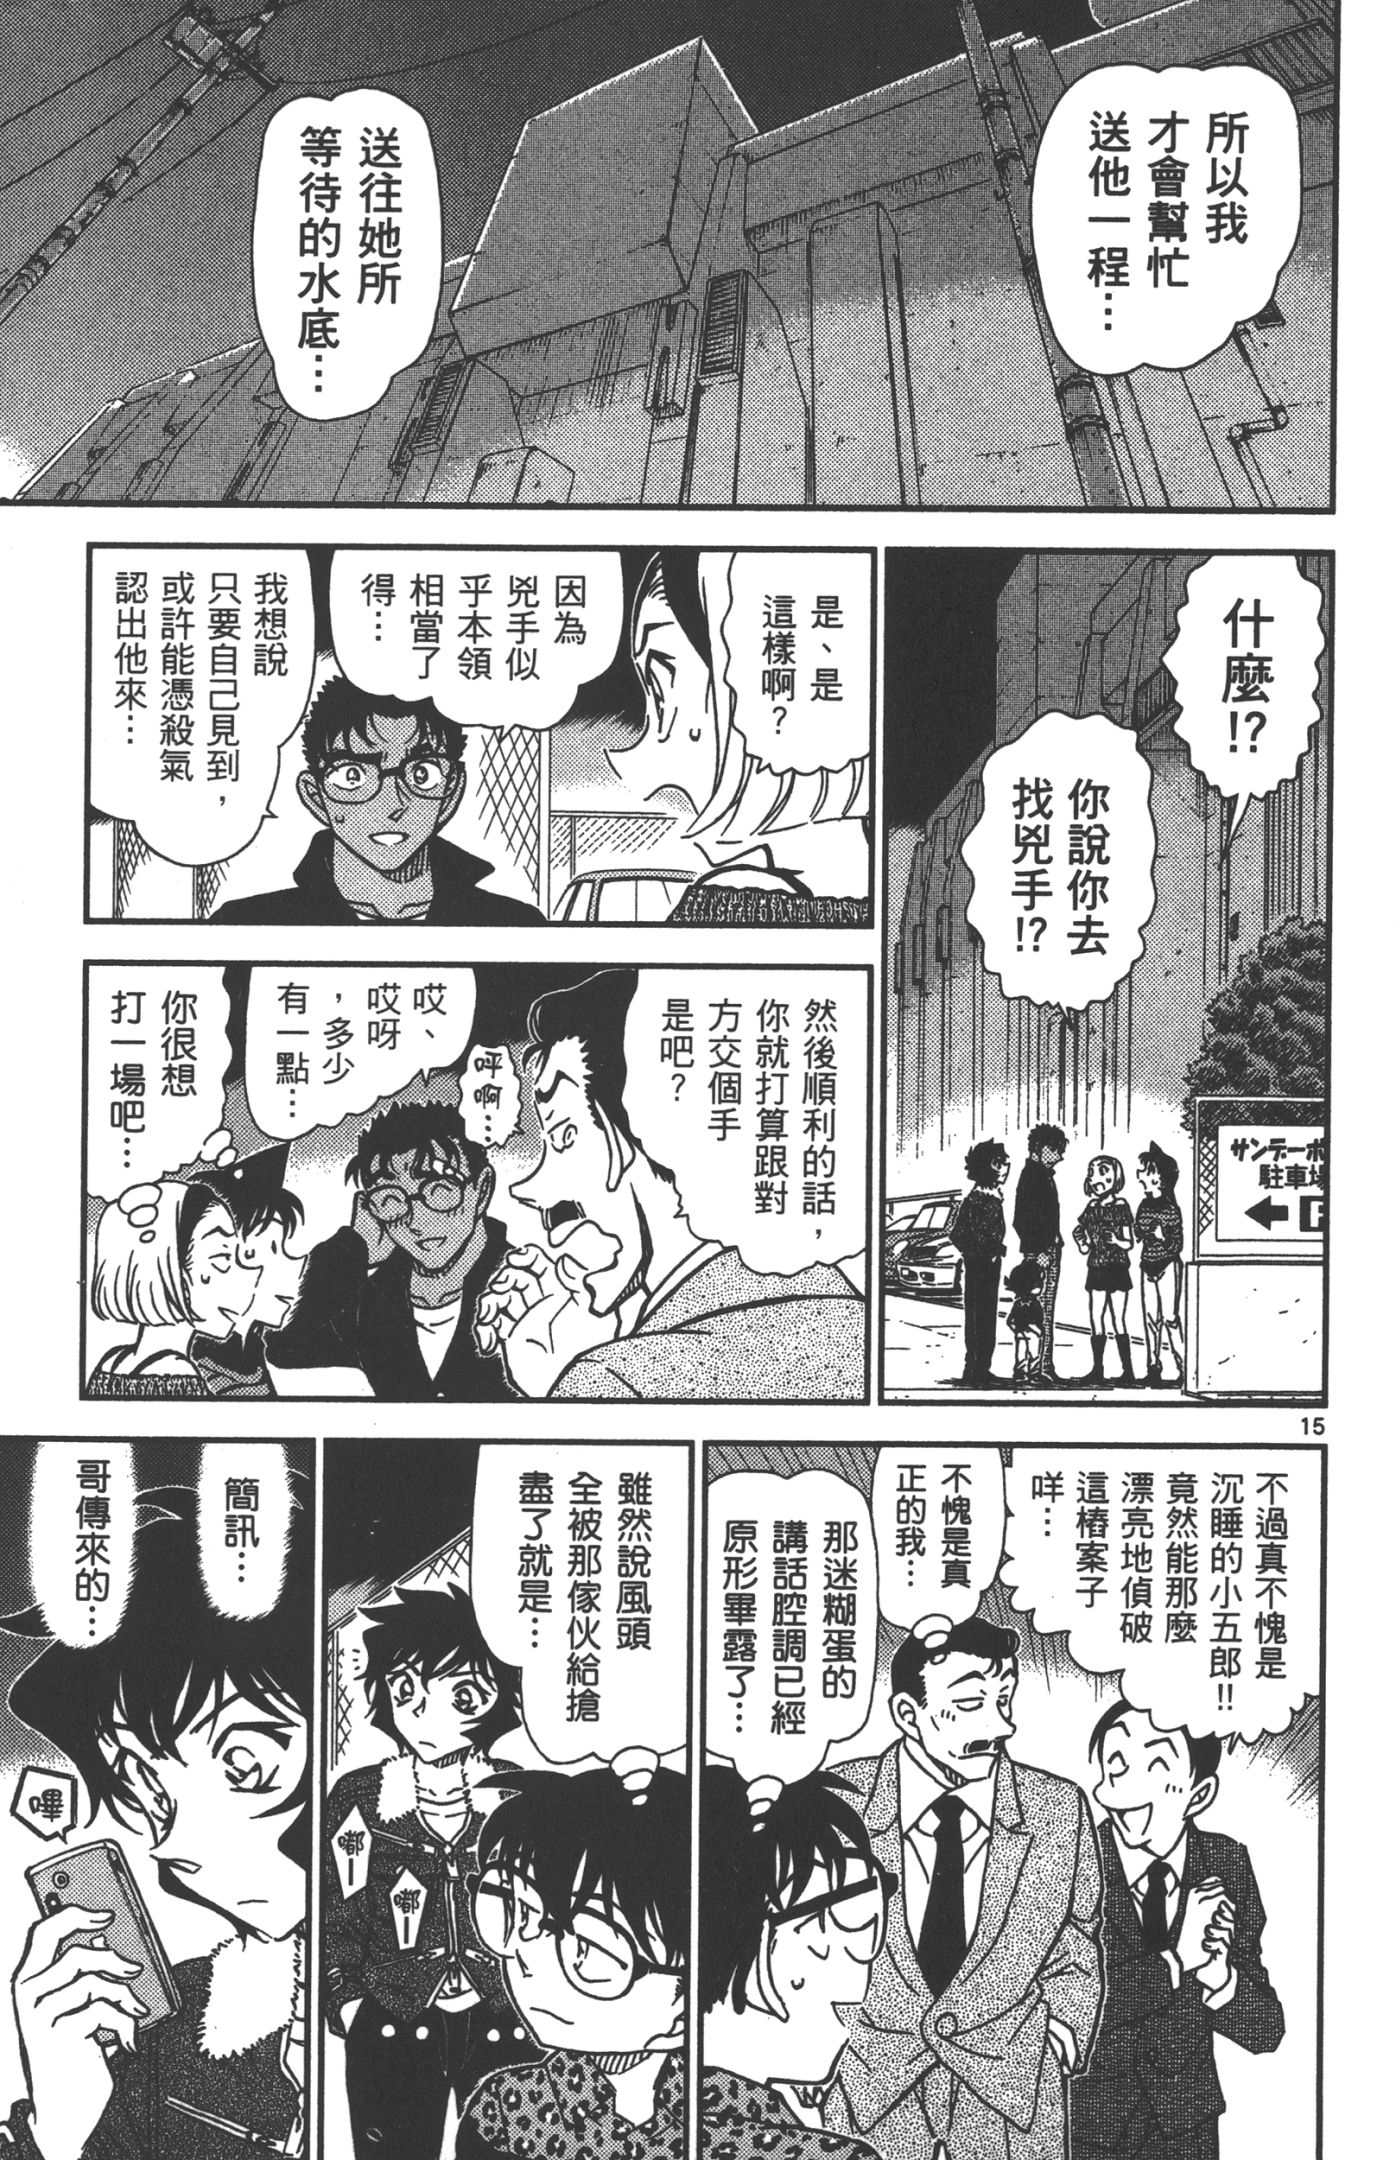 所以我
才會幫忙
送他一程…
送往她所
等待的水底…
什麼!?
你說你去
找兇手!?
サンデーポ
駐車場
是、是
這樣啊?
因為
兇手似
乎本領
相當了
得…
我想說
只要自己見到,
或許能憑殺氣
認出他來…
然後順利的話,
你就打算跟對
方交個手
是吧?
呼啊…
哎、
哎呀
,多少
有一點…
你很想
打一場吧…
15
不過真不愧是
沉睡的小五郎!!
竟然能那麼
漂亮地偵破
這樁案子
咩…
不愧是真
正的我…
那迷糊蛋的
講話腔調已經
原形畢露了…
雖然說風頭
全被那傢伙給搶
盡了就是…
嘟—
嘟—
簡訊…
哥傳來的…
嗶